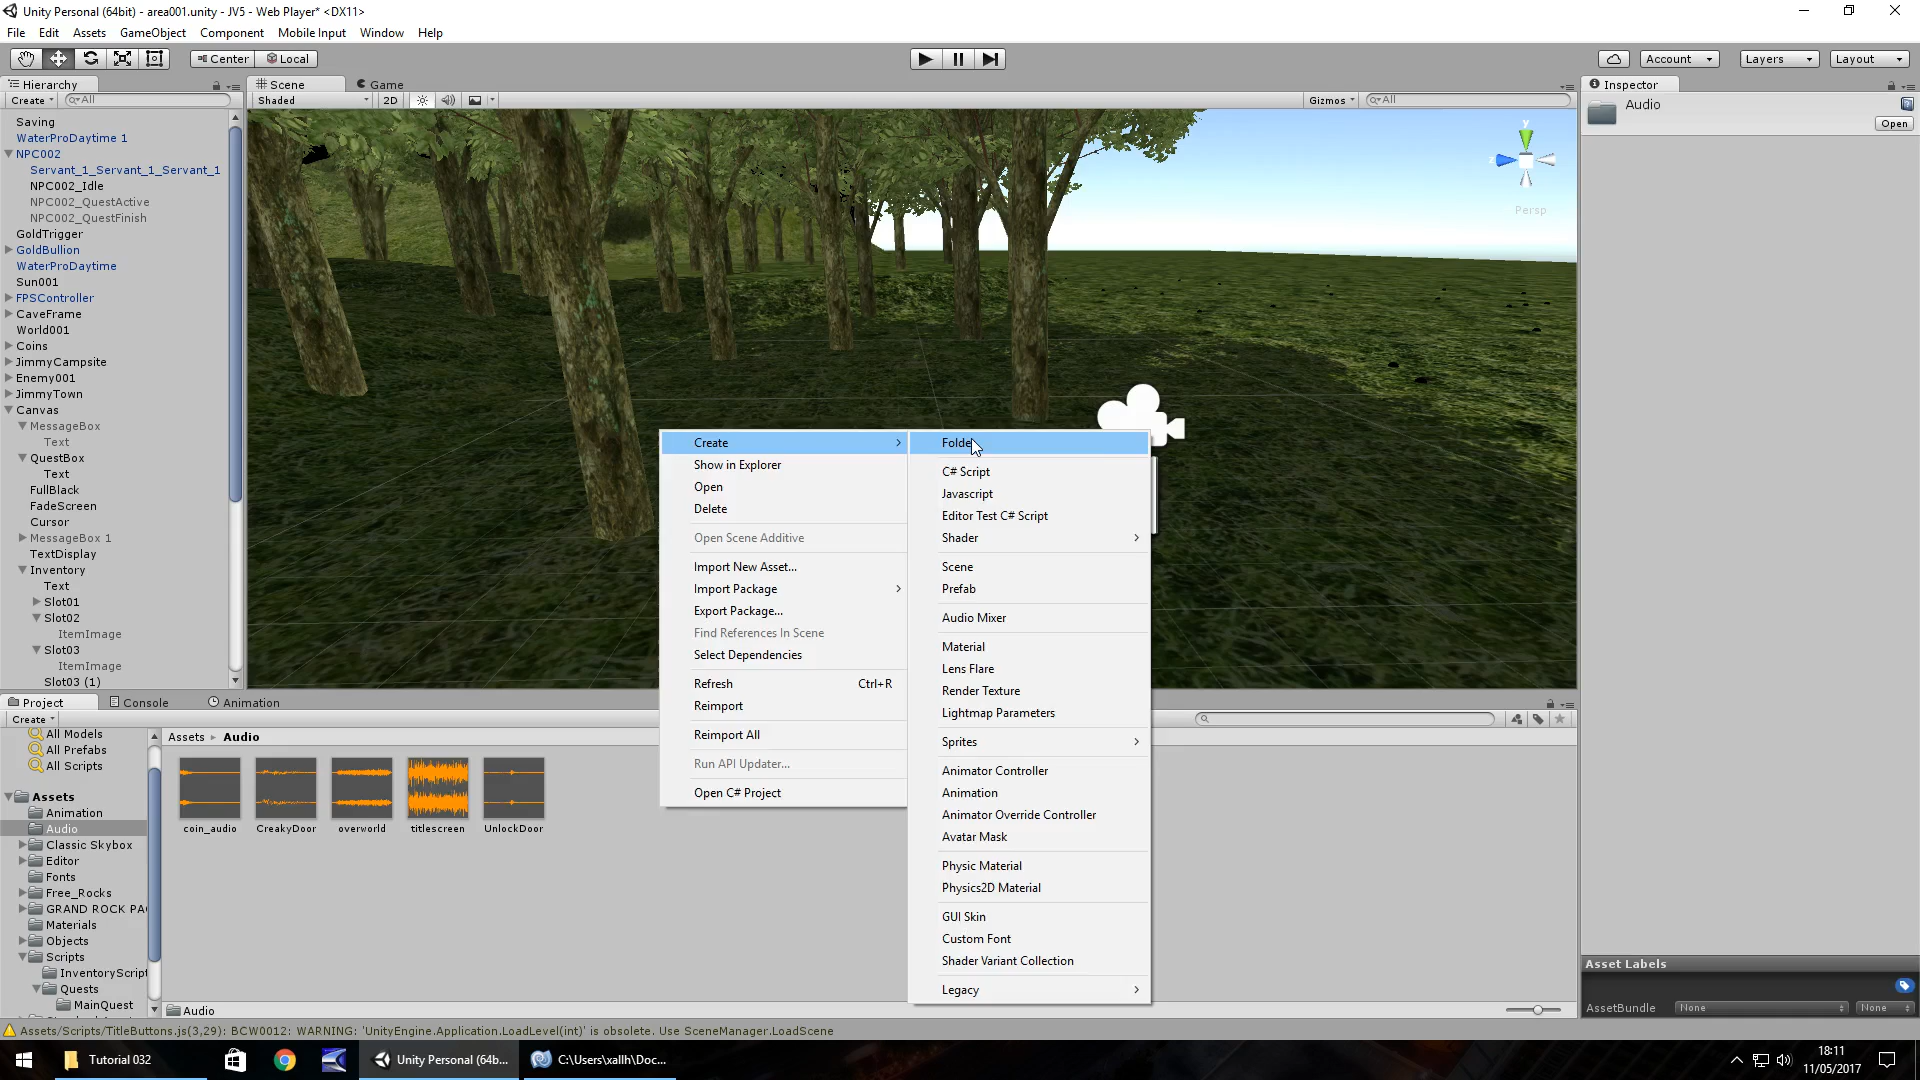 Unity Personal (64bit) - area001.unity - JV5 - Web Player* <DX11>
File Edit Assets GameObject Component Mobile Input Window Help
Center Local Account Layers Layout
Hierarchy
Create All
Saving
WaterProDaytime 1
NPC002
Servant_1_Servant_1_Servant_1
NPC002_Idle
NPC002_QuestActive
NPC002_QuestFinish
GoldTrigger
GoldBullion
WaterProDaytime
Sun001
FPSController
CaveFrame
World001
Coins
JimmyCampsite
Enemy001
JimmyTown
Canvas
MessageBox
Text
QuestBox
Text
FullBlack
FadeScreen
Cursor
MessageBox 1
TextDisplay
Inventory
Text
Slot01
Slot02
ItemImage
Slot03
ItemImage
Slot03 (1)
Scene Game
Shaded 2D Gizmos All
y
z
Persp
Create
Show in Explorer
Open
Delete
Open Scene Additive
Import New Asset...
Import Package
Export Package...
Find References In Scene
Select Dependencies
Refresh Ctrl+R
Reimport
Reimport All
Run API Updater...
Open C# Project
Folde
C# Script
Javascript
Editor Test C# Script
Shader
Scene
Prefab
Audio Mixer
Material
Lens Flare
Render Texture
Lightmap Parameters
Sprites
Animator Controller
Animation
Animator Override Controller
Avatar Mask
Physic Material
Physics2D Material
GUI Skin
Custom Font
Shader Variant Collection
Legacy
Inspector
Audio
Open
Asset Labels
AssetBundle None None
Project Console Animation
Create
All Models
All Prefabs
All Scripts
Assets
Animation
Audio
Classic Skybox
Editor
Fonts
Free_Rocks
GRAND ROCK PA
Materials
Objects
Scripts
InventoryScript
Quests
MainQuest
Assets Audio
coin_audio CreakyDoor overworld titlescreen UnlockDoor
Audio
Assets/Scripts/TitleButtons.js(3,29): BCW0012: WARNING: 'UnityEngine.Application.LoadLevel(int)' is obsolete. Use SceneManager.LoadScene
Tutorial 032 Unity Personal (64b... C:\Users\xallh\Doc...
18:11
11/05/2017